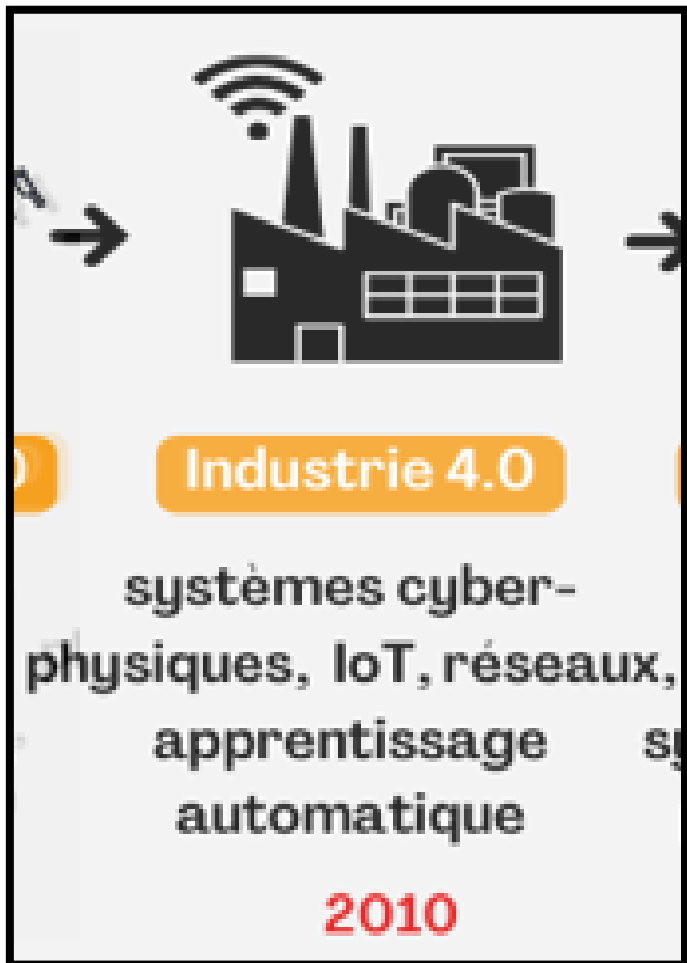 Industrie 4.0
systèmes cyber-
physiques, IoT, réseaux,
apprentissage
automatique
2010